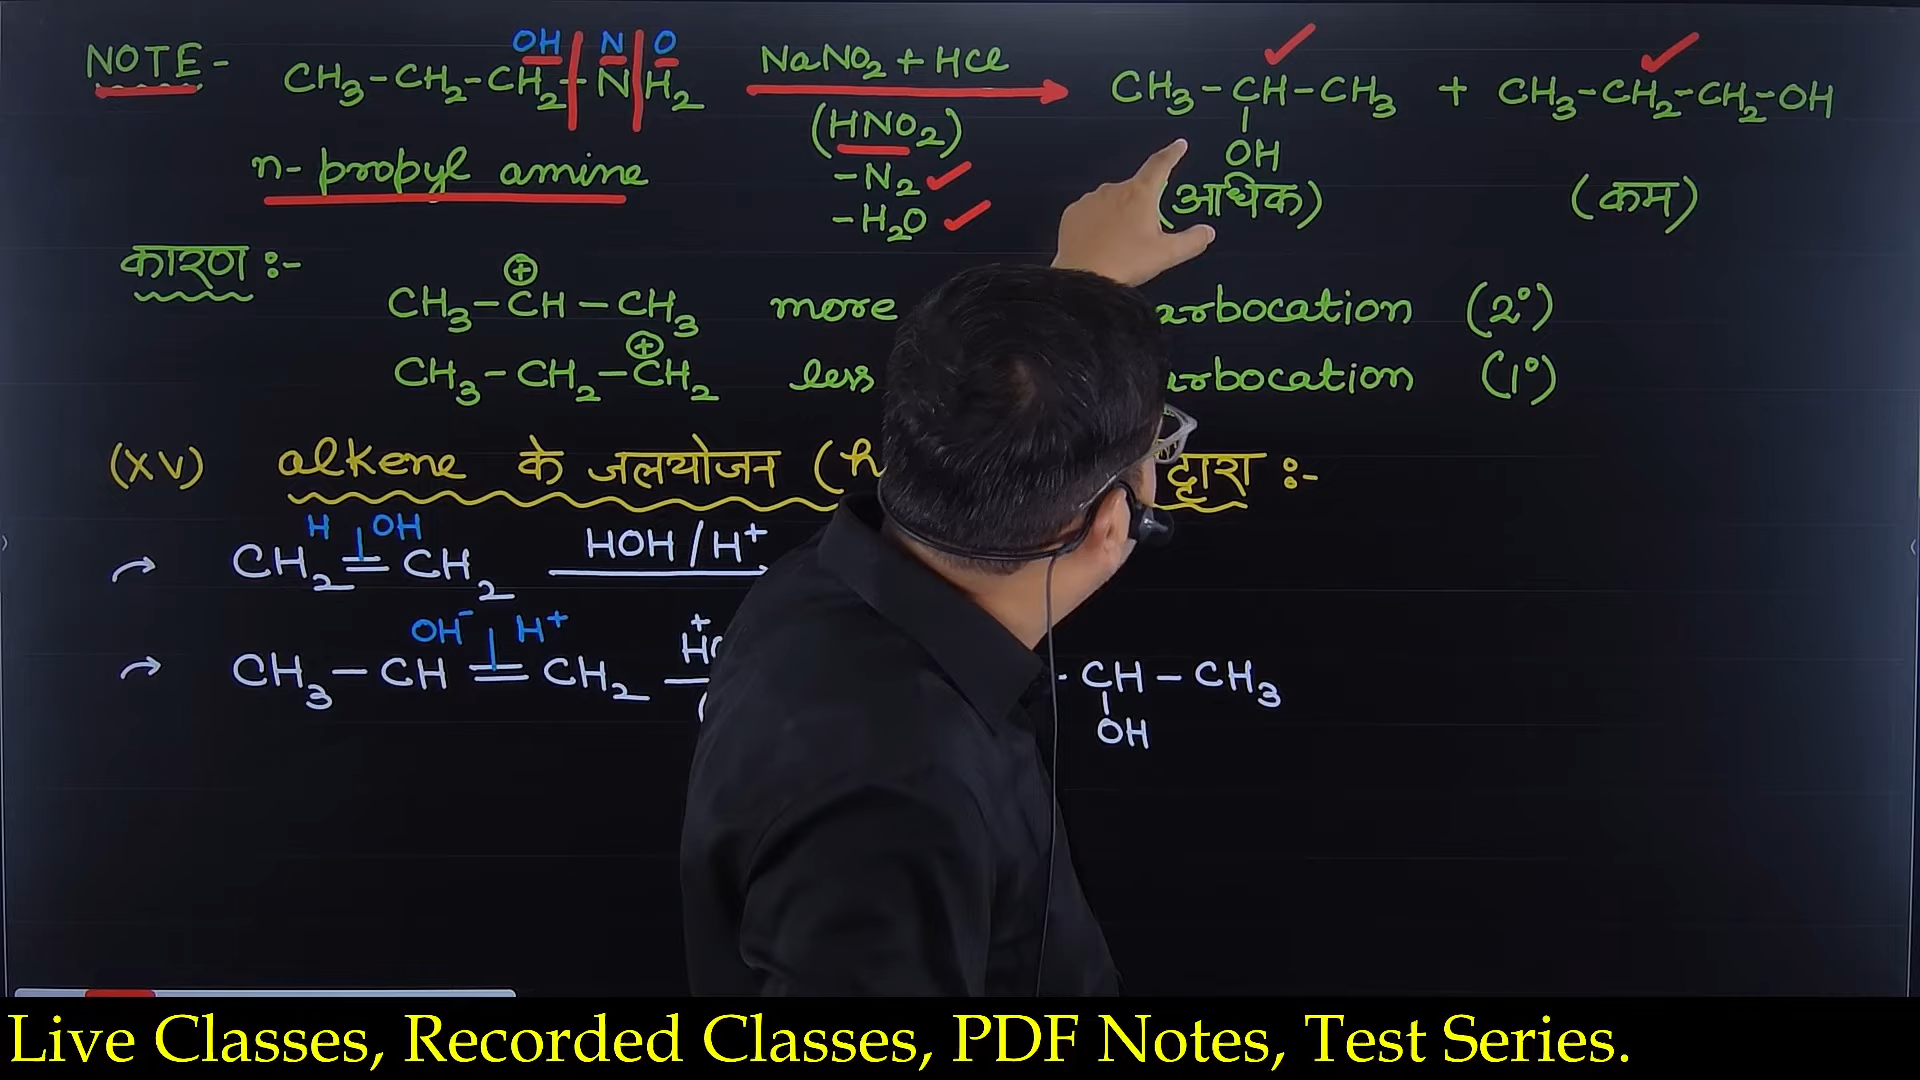 OH N O
NOTE- CH₃-CH₂-CH₂-NH₂ NaNO₂ + HCl CH₃-CH-CH₃ + CH₃-CH₂-CH₂-OH
(HNO₂) OH
n-propyl amine -N₂ (अधिक) (कम)
-H₂O
कारण :-
⊕
CH₃-CH-CH₃ more arbocation (2°)
⊕
CH₃-CH₂-CH₂ less arbocation (1°)
(XV) alkene के जलयोजन (h द्वारा :-
H OH
CH₂=CH₂ HOH/H⁺
OH⁻ H⁺ +
CH₃-CH=CH₂ H - CH-CH₃
OH
Live Classes, Recorded Classes, PDF Notes, Test Series.